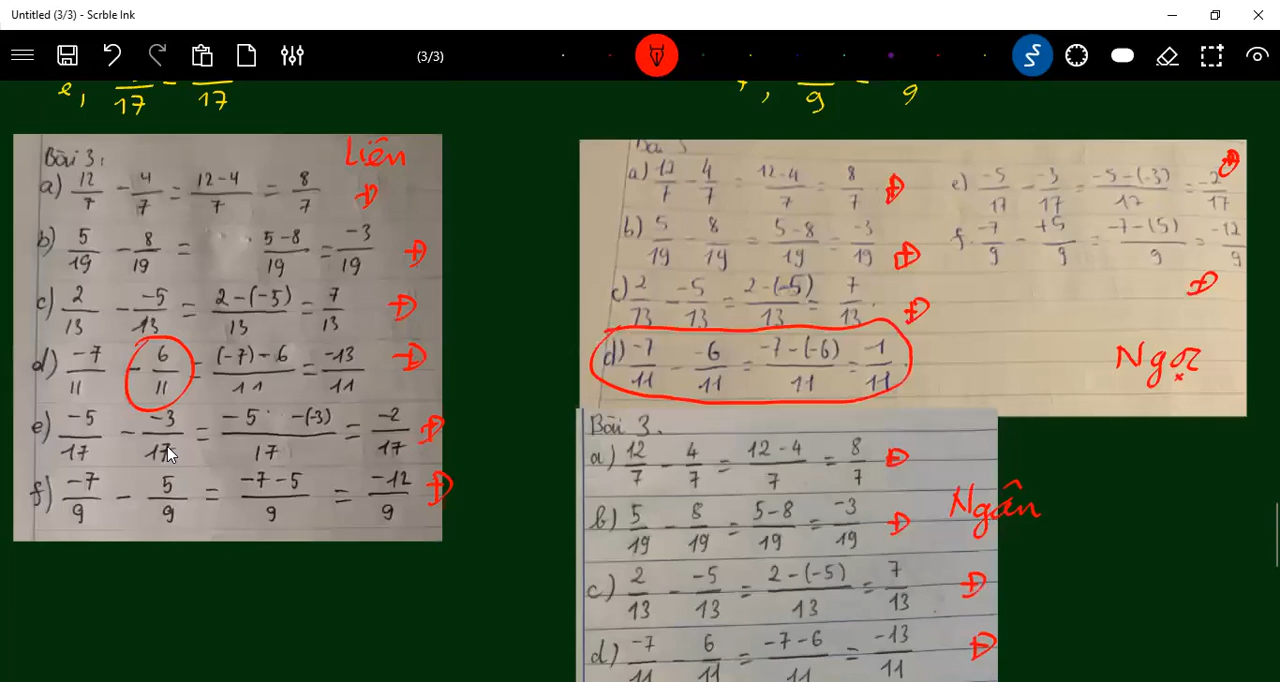 Untitled (3/3) - Scrble Ink
(3/3)
e, 17 = 17
f, 9 = 9
Bài 3:
Liên
a) 12/7 - 4/7 = 12-4/7 = 8/7 Đ
b) 5/19 - 8/19 = 5-8/19 = -3/19 Đ
c) 2/13 - -5/13 = 2-(-5)/13 = 7/13 Đ
d) -7/11 - 6/11 = (-7)-6/11 = -13/11 Đ
e) -5/17 - -3/17 = -5 -(-3)/17 = -2/17 Đ
f) -7/9 - 5/9 = -7-5/9 = -12/9 Đ
a) 12/7 - 4/7 = 12-4/7 = 8/7 Đ
b) 5/19 - 8/19 = 5-8/19 = -3/19 Đ
c) 2/13 - -5/13 = 2-(-5)/13 = 7/13 Đ
d) -7/11 - -6/11 = -7-(-6)/11 = -1/11
e) -5/17 - -3/17 = -5-(-3)/17 = -2/17 Đ
f. -7/9 - +5/9 = -7-(5)/9 = -12/9
Đ
Ngọc
Bài 3.
a) 12/7 - 4/7 = 12-4/7 = 8/7 Đ
Ngân
b) 5/19 - 8/19 = 5-8/19 = -3/19 Đ
c) 2/13 - -5/13 = 2-(-5)/13 = 7/13 Đ
d) -7/11 - 6/11 = -7-6/11 = -13/11 Đ